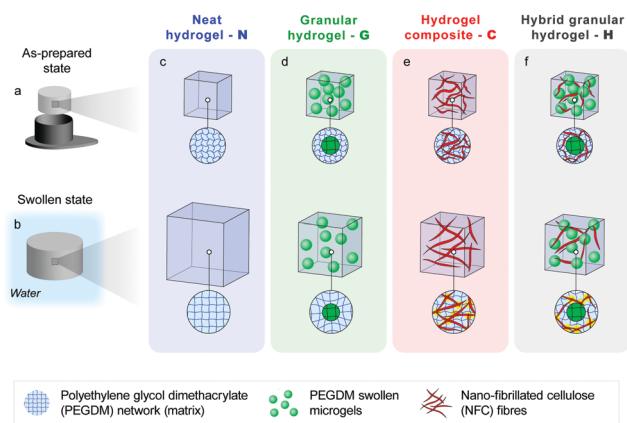 Neat
hydrogel - N
Granular
hydrogel - G
Hydrogel
composite - C
Hybrid granular
hydrogel - H
As-prepared
state
a
c
d
e
f
Swollen state
b
Water
Polyethylene glycol dimethacrylate
(PEGDM) network (matrix)
PEGDM swollen
microgels
Nano-fibrillated cellulose
(NFC) fibres